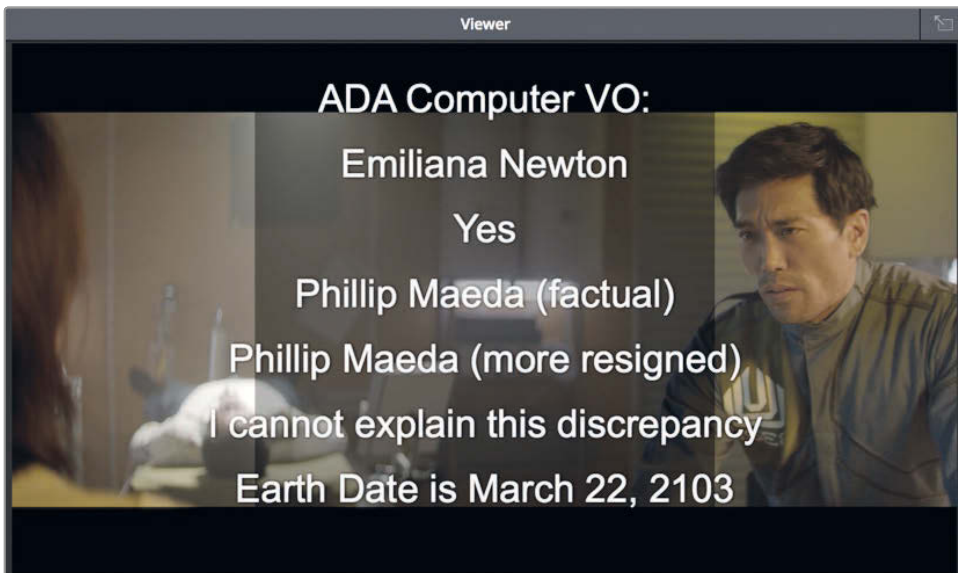 Viewer
ADA Computer VO:
Emiliana Newton
Yes
Phillip Maeda (factual)
Phillip Maeda (more resigned)
I cannot explain this discrepancy
Earth Date is March 22, 2103